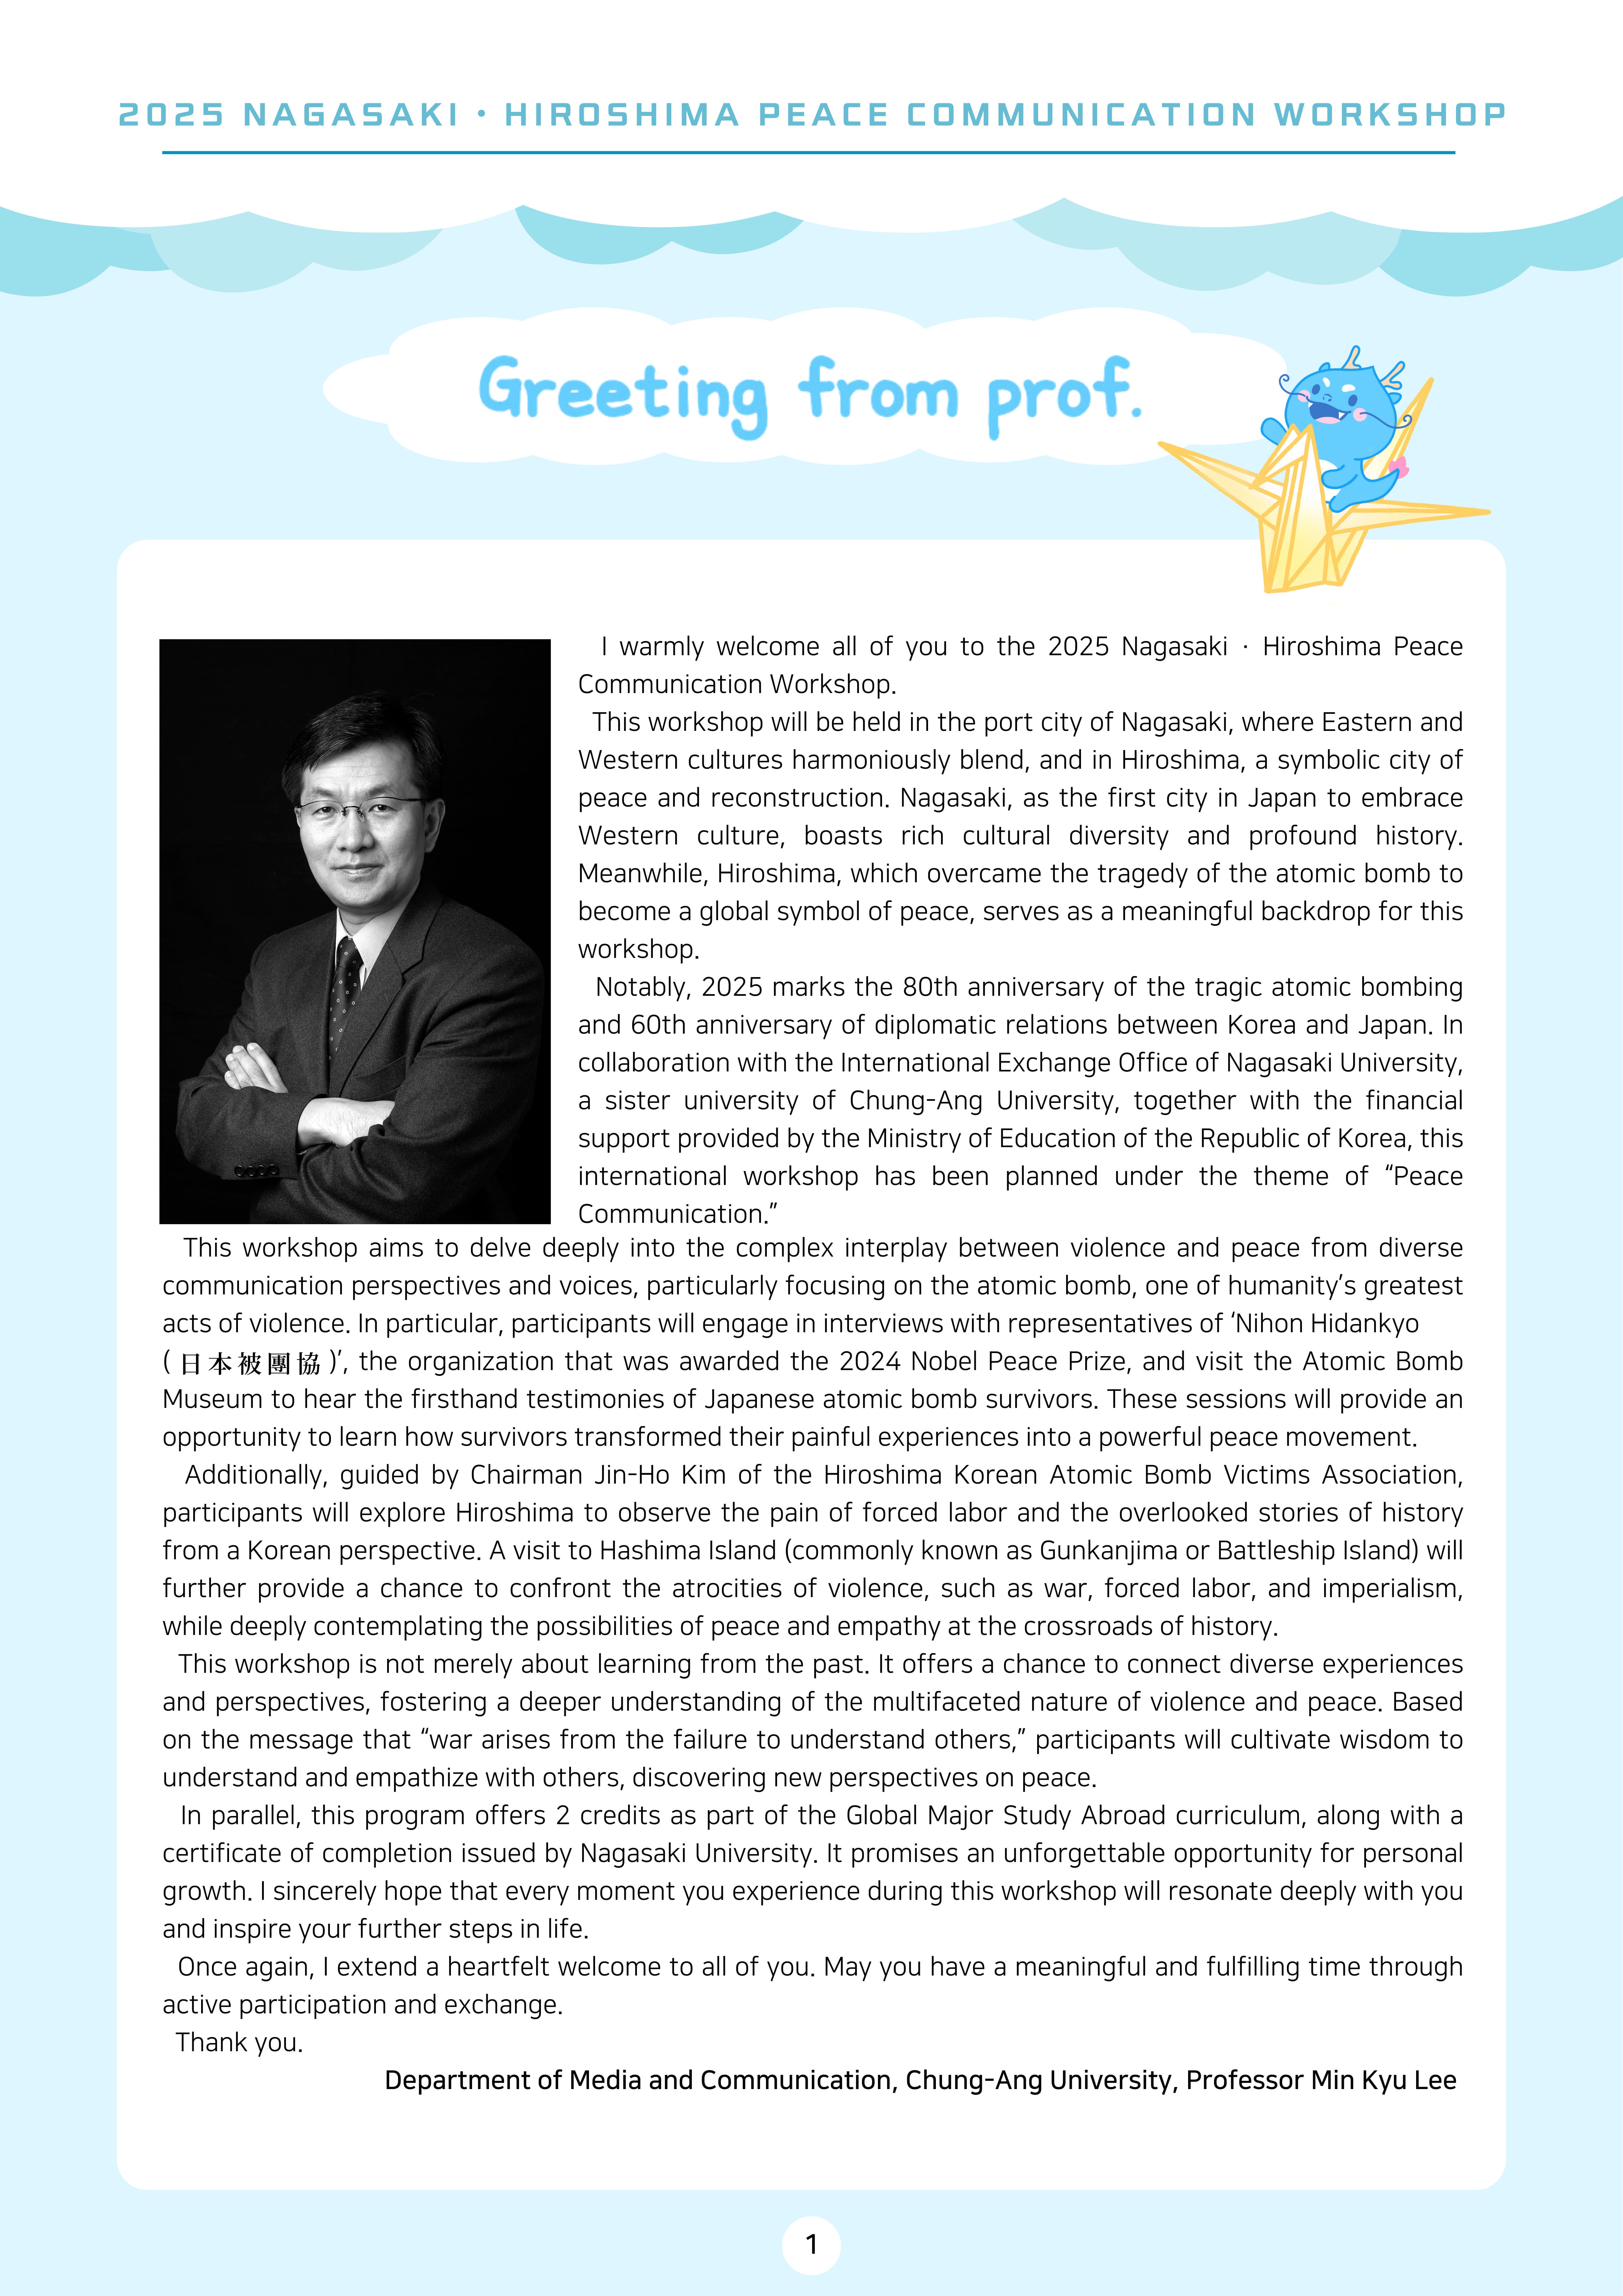 2025 NAGASAKI · HIROSHIMA PEACE COMMUNICATION WORKSHOP
Greeting from prof.
I warmly welcome all of you to the 2025 Nagasaki · Hiroshima Peace
Communication Workshop.
This workshop will be held in the port city of Nagasaki, where Eastern and
Western cultures harmoniously blend, and in Hiroshima, a symbolic city of
peace and reconstruction. Nagasaki, as the first city in Japan to embrace
Western culture, boasts rich cultural diversity and profound history.
Meanwhile, Hiroshima, which overcame the tragedy of the atomic bomb to
become a global symbol of peace, serves as a meaningful backdrop for this
workshop.
Notably, 2025 marks the 80th anniversary of the tragic atomic bombing
and 60th anniversary of diplomatic relations between Korea and Japan. In
collaboration with the International Exchange Office of Nagasaki University,
a sister university of Chung-Ang University, together with the financial
support provided by the Ministry of Education of the Republic of Korea, this
international workshop has been planned under the theme of “Peace
Communication.”
This workshop aims to delve deeply into the complex interplay between violence and peace from diverse
communication perspectives and voices, particularly focusing on the atomic bomb, one of humanity’s greatest
acts of violence. In particular, participants will engage in interviews with representatives of ‘Nihon Hidankyo
(日本被團協)’, the organization that was awarded the 2024 Nobel Peace Prize, and visit the Atomic Bomb
Museum to hear the firsthand testimonies of Japanese atomic bomb survivors. These sessions will provide an
opportunity to learn how survivors transformed their painful experiences into a powerful peace movement.
Additionally, guided by Chairman Jin-Ho Kim of the Hiroshima Korean Atomic Bomb Victims Association,
participants will explore Hiroshima to observe the pain of forced labor and the overlooked stories of history
from a Korean perspective. A visit to Hashima Island (commonly known as Gunkanjima or Battleship Island) will
further provide a chance to confront the atrocities of violence, such as war, forced labor, and imperialism,
while deeply contemplating the possibilities of peace and empathy at the crossroads of history.
This workshop is not merely about learning from the past. It offers a chance to connect diverse experiences
and perspectives, fostering a deeper understanding of the multifaceted nature of violence and peace. Based
on the message that “war arises from the failure to understand others,” participants will cultivate wisdom to
understand and empathize with others, discovering new perspectives on peace.
In parallel, this program offers 2 credits as part of the Global Major Study Abroad curriculum, along with a
certificate of completion issued by Nagasaki University. It promises an unforgettable opportunity for personal
growth. I sincerely hope that every moment you experience during this workshop will resonate deeply with you
and inspire your further steps in life.
Once again, I extend a heartfelt welcome to all of you. May you have a meaningful and fulfilling time through
active participation and exchange.
Thank you.
Department of Media and Communication, Chung-Ang University, Professor Min Kyu Lee
1